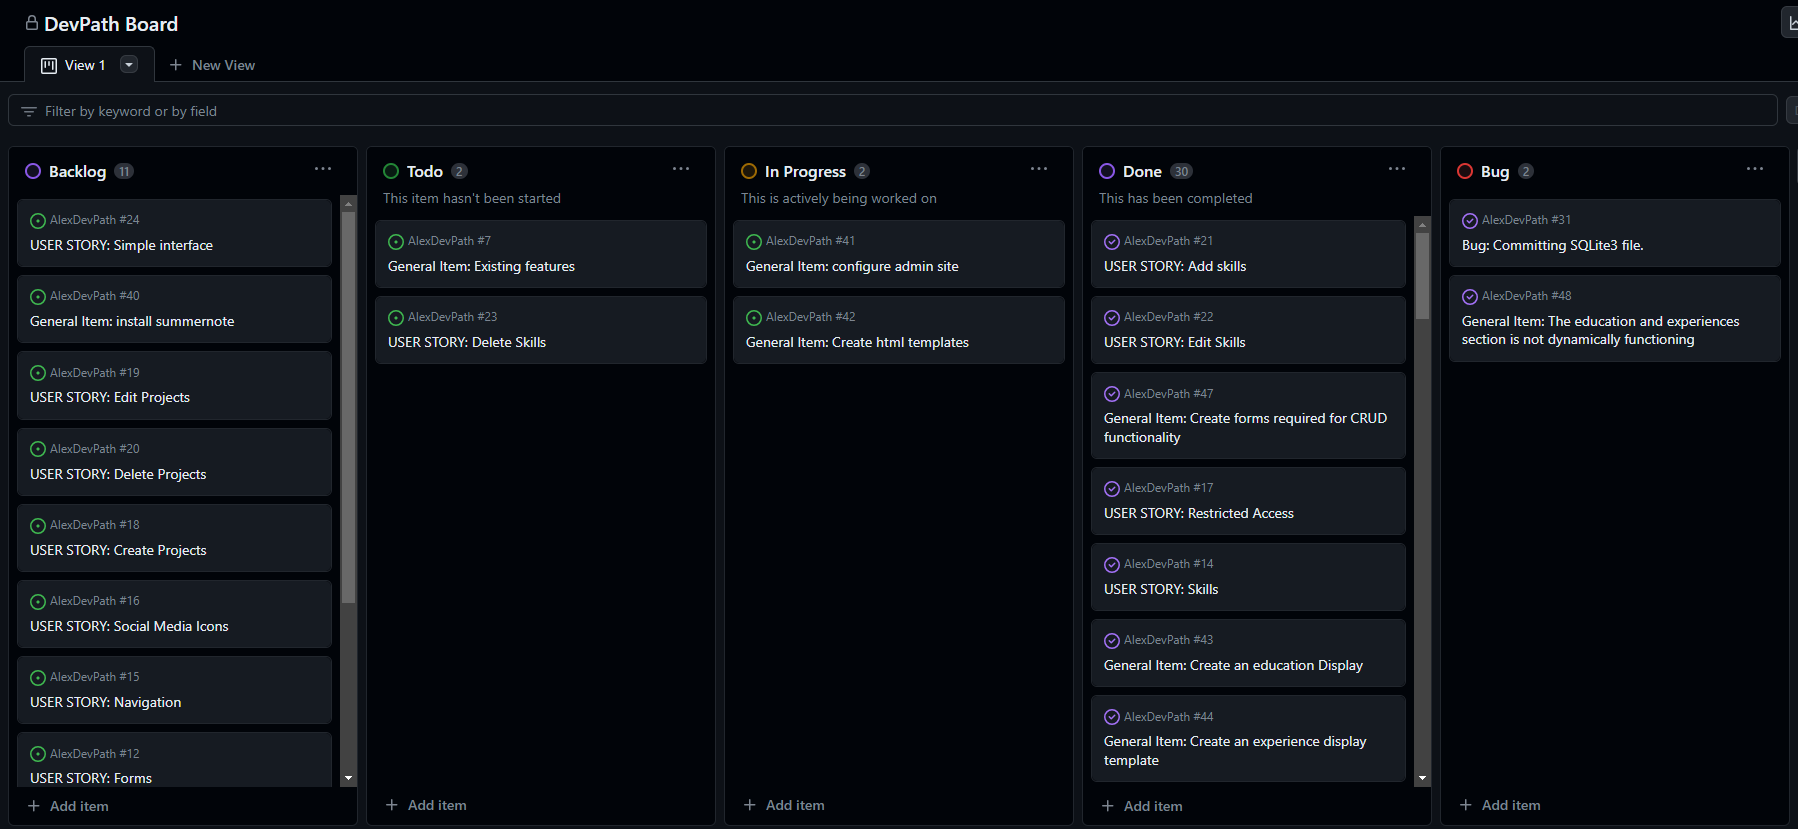 DevPath Board
View 1
New View
Filter by keyword or by field
Backlog 11
AlexDevPath #24
USER STORY: Simple interface
AlexDevPath #40
General Item: install summernote
AlexDevPath #19
USER STORY: Edit Projects
AlexDevPath #20
USER STORY: Delete Projects
AlexDevPath #18
USER STORY: Create Projects
AlexDevPath #16
USER STORY: Social Media Icons
AlexDevPath #15
USER STORY: Navigation
AlexDevPath #12
USER STORY: Forms
+ Add item
Todo 2
This item hasn't been started
AlexDevPath #7
General Item: Existing features
AlexDevPath #23
USER STORY: Delete Skills
+ Add item
In Progress 2
This is actively being worked on
AlexDevPath #41
General Item: configure admin site
AlexDevPath #42
General Item: Create html templates
+ Add item
Done 30
This has been completed
AlexDevPath #21
USER STORY: Add skills
AlexDevPath #22
USER STORY: Edit Skills
AlexDevPath #47
General Item: Create forms required for CRUD
functionality
AlexDevPath #17
USER STORY: Restricted Access
AlexDevPath #14
USER STORY: Skills
AlexDevPath #43
General Item: Create an education Display
AlexDevPath #44
General Item: Create an experience display
template
+ Add item
Bug 2
AlexDevPath #31
Bug: Committing SQLite3 file.
AlexDevPath #48
General Item: The education and experiences
section is not dynamically functioning
+ Add item